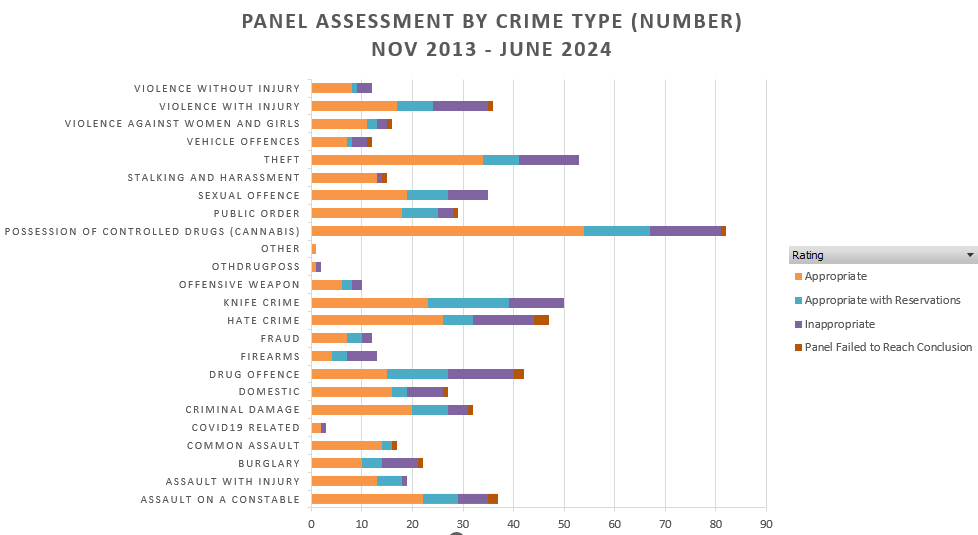 PANEL ASSESSMENT BY CRIME TYPE (NUMBER)
NOV 2013 - JUNE 2024
VIOLENCE WITHOUT INJURY
VIOLENCE WITH INJURY
VIOLENCE AGAINST WOMEN AND GIRLS
VEHICLE OFFENCES
THEFT
STALKING AND HARASSMENT
SEXUAL OFFENCE
PUBLIC ORDER
POSSESSION OF CONTROLLED DRUGS (CANNABIS)
OTHER
OTHDRUGPOSS
OFFENSIVE WEAPON
KNIFE CRIME
HATE CRIME
FRAUD
FIREARMS
DRUG OFFENCE
DOMESTIC
CRIMINAL DAMAGE
COVID19 RELATED
COMMON ASSAULT
BURGLARY
ASSAULT WITH INJURY
ASSAULT ON A CONSTABLE
0 10 20 30 40 50 60 70 80 90
Rating
Appropriate
Appropriate with Reservations
Inappropriate
Panel Failed to Reach Conclusion